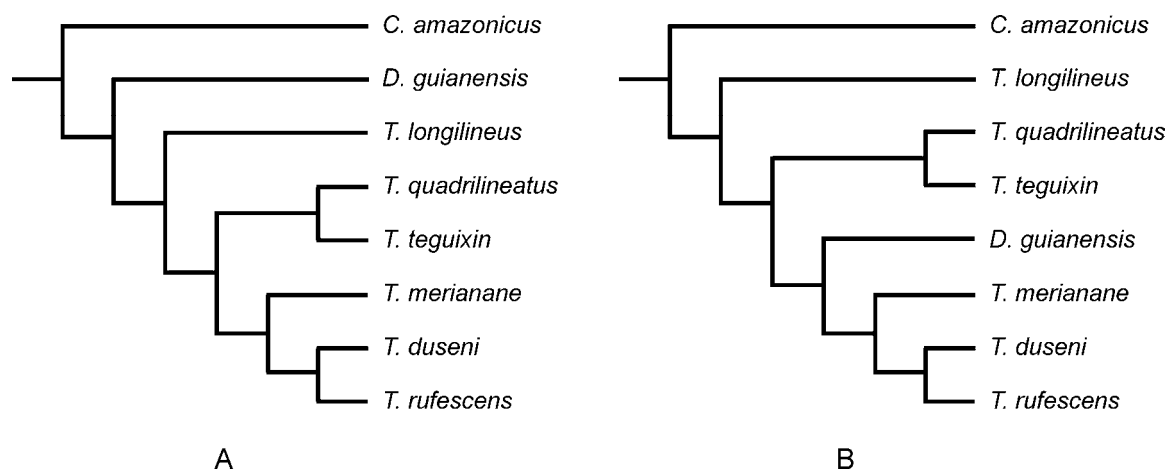 C. amazonicus
D. guianensis
T. longilineus
T. quadrilineatus
T. teguixin
T. merianane
T. duseni
T. rufescens
A
C. amazonicus
T. longilineus
T. quadrilineatus
T. teguixin
D. guianensis
T. merianane
T. duseni
T. rufescens
B